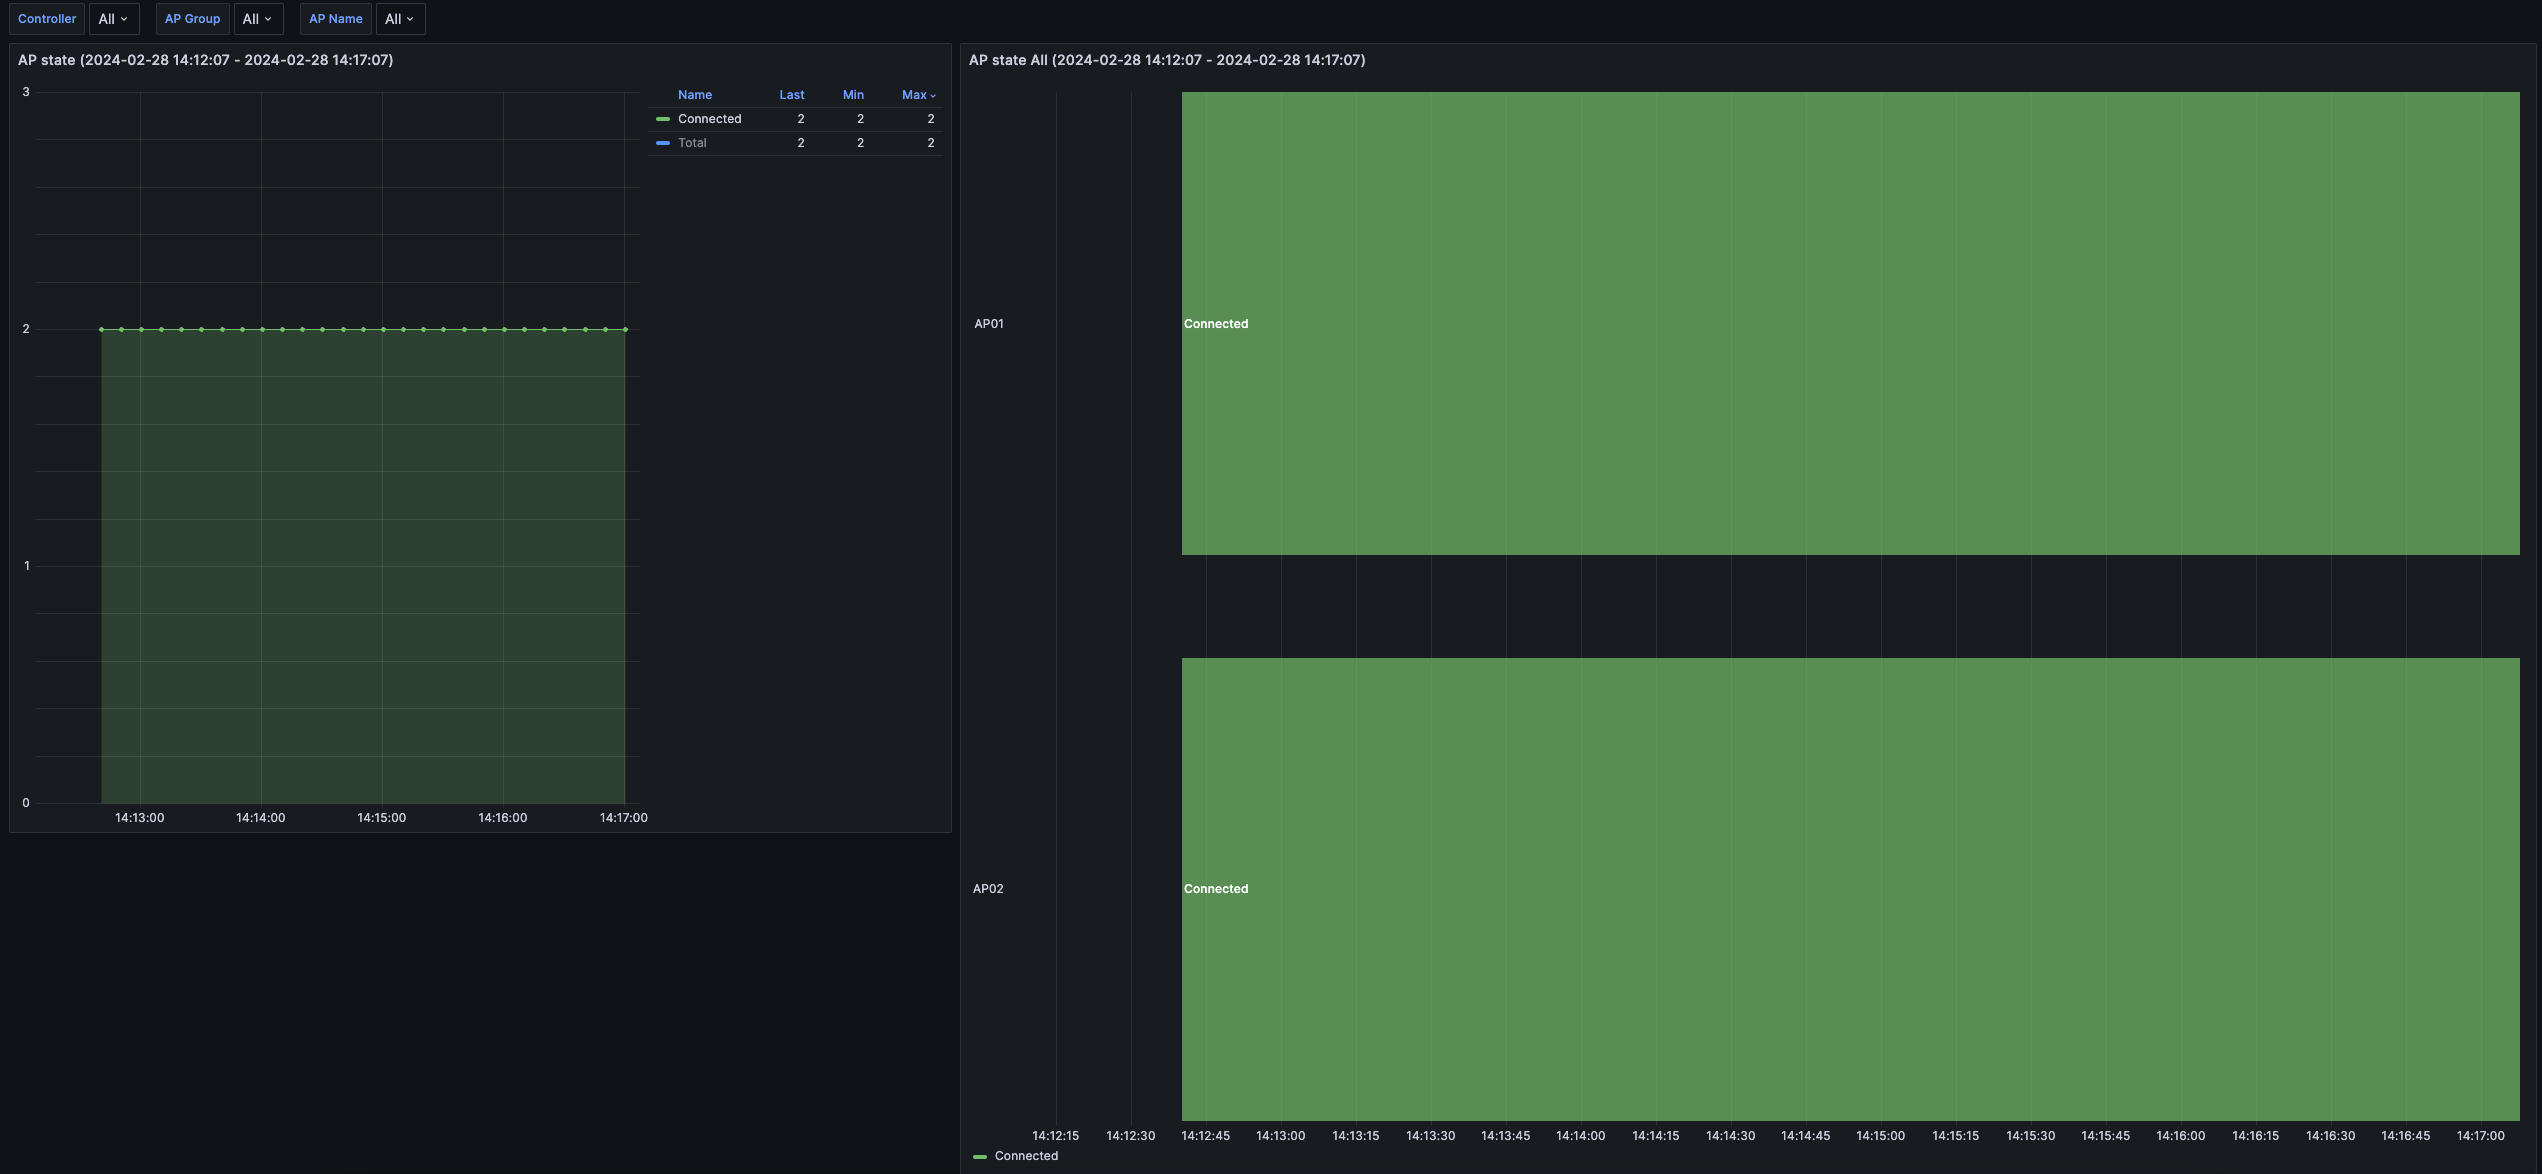 Controller All AP Group All AP Name All
AP state (2024-02-28 14:12:07 - 2024-02-28 14:17:07)
Name Last Min Max
Connected 2 2 2
Total 2 2 2
3
2
1
0
14:13:00 14:14:00 14:15:00 14:16:00 14:17:00
AP state All (2024-02-28 14:12:07 - 2024-02-28 14:17:07)
AP01 Connected
AP02 Connected
14:12:15 14:12:30 14:12:45 14:13:00 14:13:15 14:13:30 14:13:45 14:14:00 14:14:15 14:14:30 14:14:45 14:15:00 14:15:15 14:15:30 14:15:45 14:16:00 14:16:15 14:16:30 14:16:45 14:17:00
Connected